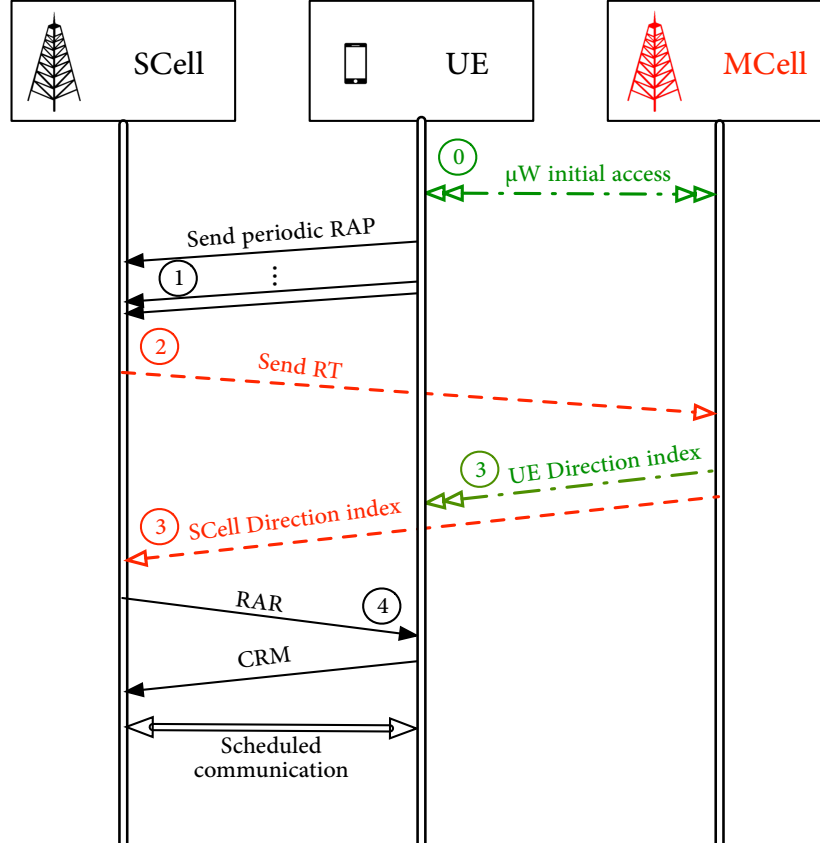 SCell
UE
MCell
0
μW initial access
Send periodic RAP
1
⋮
2
Send RT
3
UE Direction index
3
SCell Direction index
RAR
4
CRM
Scheduled
communication